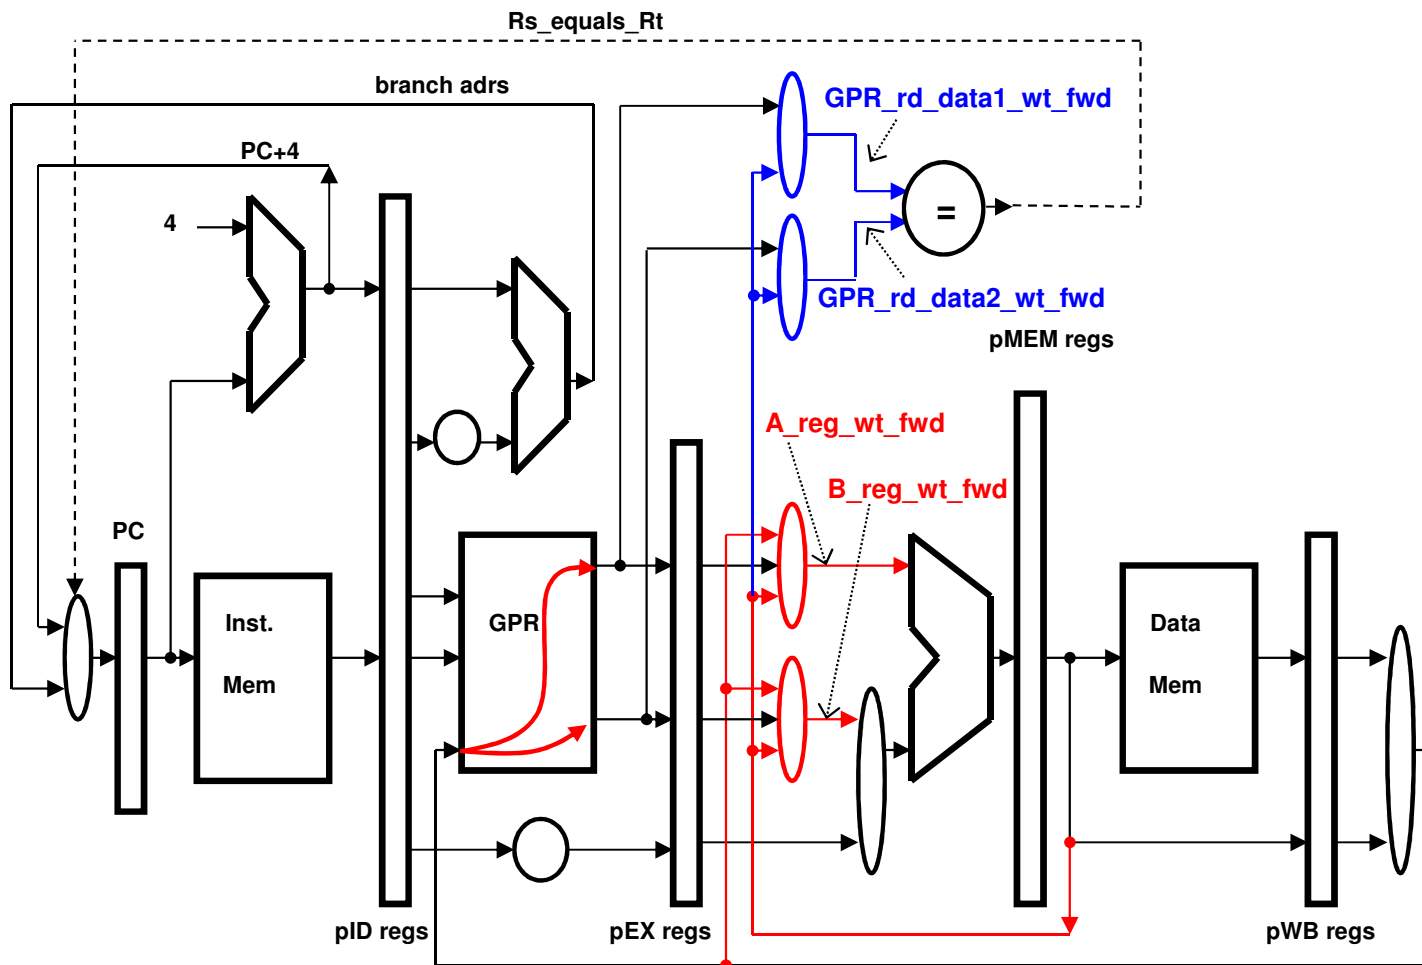 Rs_equals_Rt
branch adrs
GPR_rd_data1_wt_fwd
PC+4
4
=
GPR_rd_data2_wt_fwd
pMEM regs
A_reg_wt_fwd
B_reg_wt_fwd
PC
Inst.
Mem
GPR
Data
Mem
pID regs
pEX regs
pWB regs